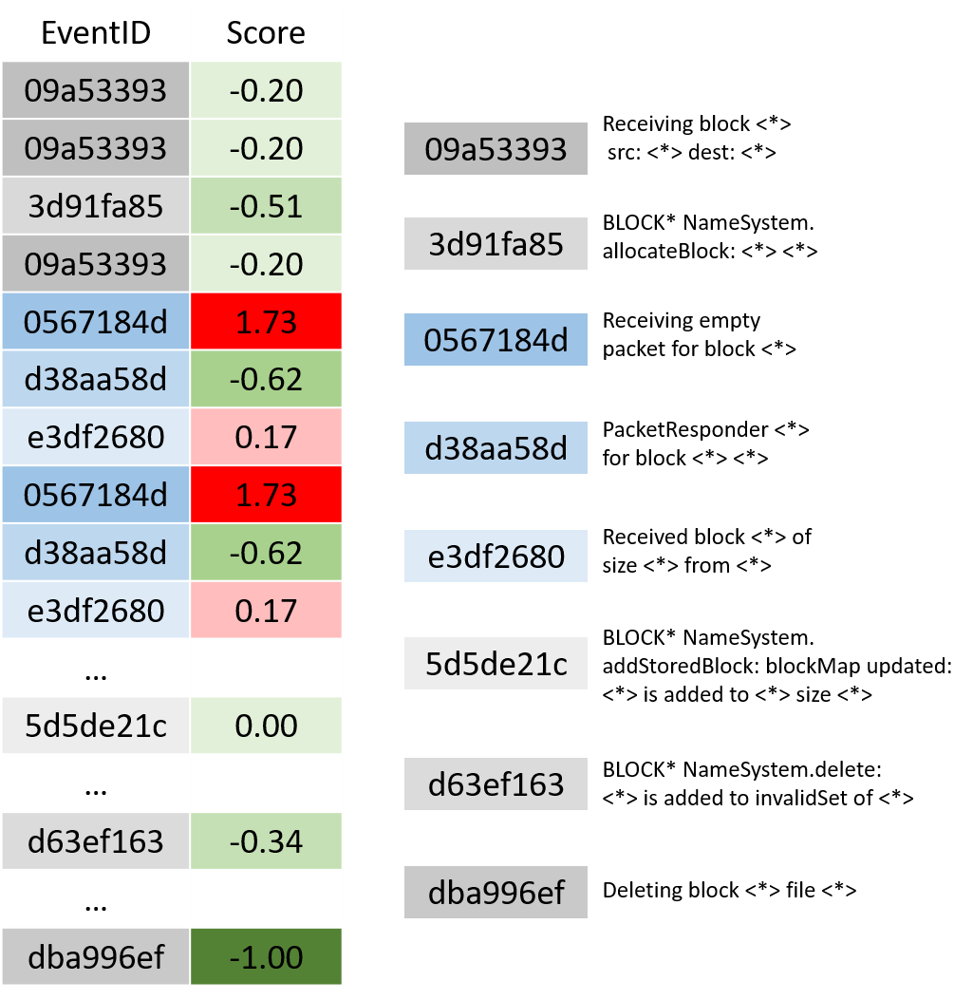 EventID Score
09a53393 -0.20
09a53393 -0.20
3d91fa85 -0.51
09a53393 -0.20
0567184d 1.73
d38aa58d -0.62
e3df2680 0.17
0567184d 1.73
d38aa58d -0.62
e3df2680 0.17
...
5d5de21c 0.00
...
d63ef163 -0.34
...
dba996ef -1.00
09a53393
Receiving block <*>
src: <*> dest: <*>
3d91fa85
BLOCK* NameSystem.
allocateBlock: <*> <*>
0567184d
Receiving empty
packet for block <*>
d38aa58d
PacketResponder <*>
for block <*> <*>
e3df2680
Received block <*> of
size <*> from <*>
5d5de21c
BLOCK* NameSystem.
addStoredBlock: blockMap updated:
<*> is added to <*> size <*>
d63ef163
BLOCK* NameSystem.delete:
<*> is added to invalidSet of <*>
dba996ef
Deleting block <*> file <*>